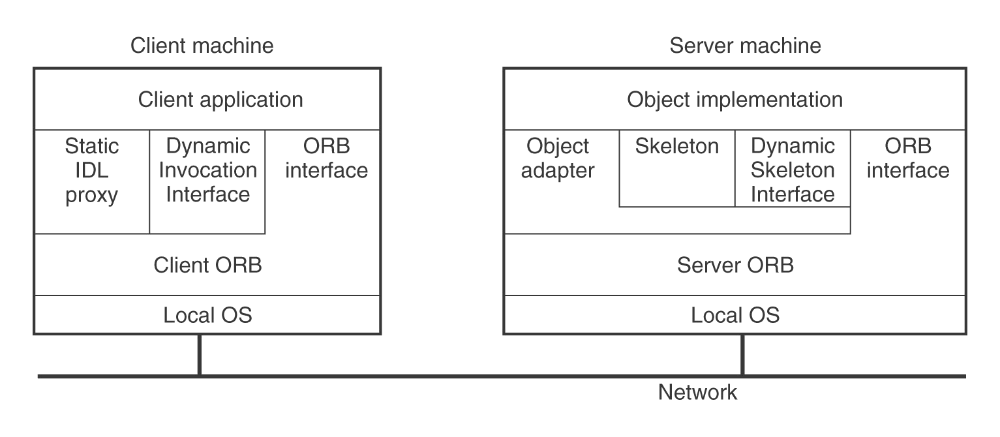 Client machine
Server machine
Client application
Object implementation
Static
IDL
proxy
Dynamic
Invocation
Interface
ORB
interface
Object
adapter
Skeleton
Dynamic
Skeleton
Interface
ORB
interface
Client ORB
Server ORB
Local OS
Local OS
Network